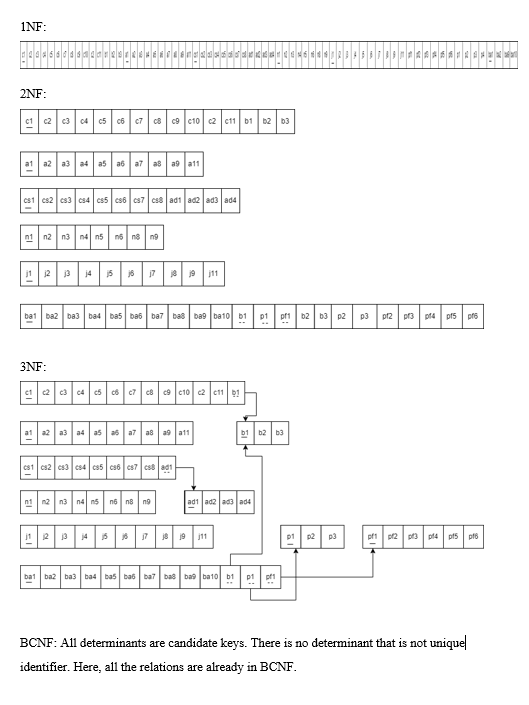 1NF:
2NF:
c1 c2 c3 c4 c5 c6 c7 c8 c9 c10 c2 c11 b1 b2 b3
a1 a2 a3 a4 a5 a6 a7 a8 a9 a11
cs1 cs2 cs3 cs4 cs5 cs6 cs7 cs8 ad1 ad2 ad3 ad4
n1 n2 n3 n4 n5 n6 n8 n9
j1 j2 j3 j4 j5 j6 j7 j8 j9 j11
ba1 ba2 ba3 ba4 ba5 ba6 ba7 ba8 ba9 ba10 b1 p1 pf1 b2 b3 p2 p3 pf2 pf3 pf4 pf5 pf6
3NF:
c1 c2 c3 c4 c5 c6 c7 c8 c9 c10 c2 c11 b1
a1 a2 a3 a4 a5 a6 a7 a8 a9 a11 b1 b2 b3
cs1 cs2 cs3 cs4 cs5 cs6 cs7 cs8 ad1
n1 n2 n3 n4 n5 n6 n8 n9 ad1 ad2 ad3 ad4
j1 j2 j3 j4 j5 j6 j7 j8 j9 j11 p1 p2 p3 pf1 pf2 pf3 pf4 pf5 pf6
ba1 ba2 ba3 ba4 ba5 ba6 ba7 ba8 ba9 ba10 b1 p1 pf1
BCNF: All determinants are candidate keys. There is no determinant that is not unique
identifier. Here, all the relations are already in BCNF.